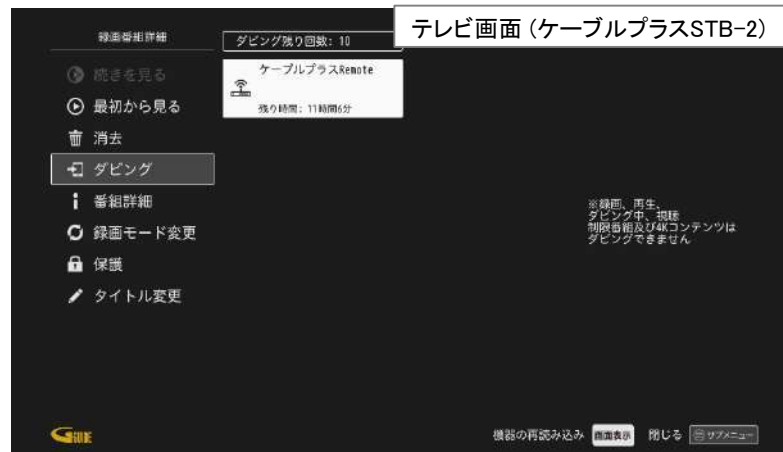 テレビ画面 (ケーブルプラスSTB-2)
録画番組詳細
ダビング残り回数: 10
続きを見る
最初から見る
消去
ダビング
番組詳細
録画モード変更
保護
タイトル変更
ケーブルプラスRemote
残り時間: 11時間6分
※録画、再生、
ダビング中、視聴
制限番組及び4Kコンテンツは
ダビングできません
G GUIDE
機器の再読み込み 画面表示 閉じる サブメニュー